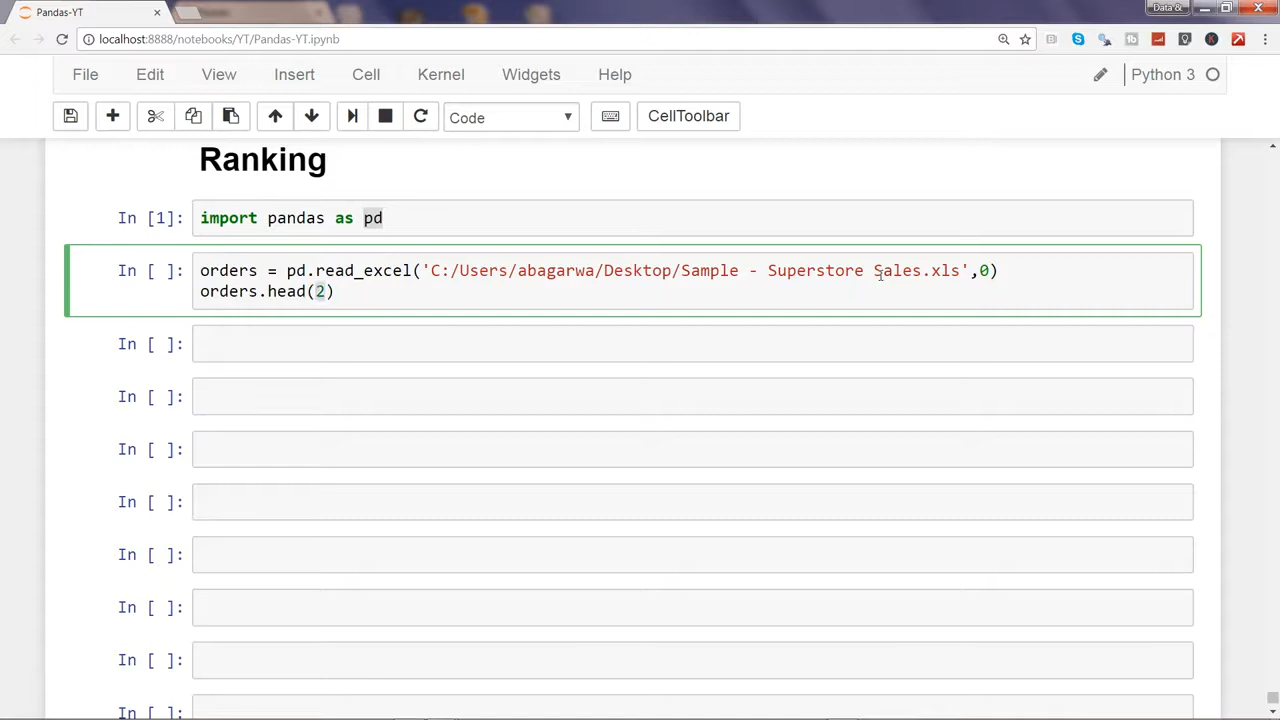 Pandas-YT
Data &
localhost:8888/notebooks/YT/Pandas-YT.ipynb
File Edit View Insert Cell Kernel Widgets Help Python 3
Code CellToolbar
Ranking
In [1]: import pandas as pd
In [ ]: orders = pd.read_excel('C:/Users/abagarwa/Desktop/Sample - Superstore Sales.xls',0)
orders.head(2)
In [ ]:
In [ ]:
In [ ]:
In [ ]:
In [ ]:
In [ ]:
In [ ]:
In [ ]: